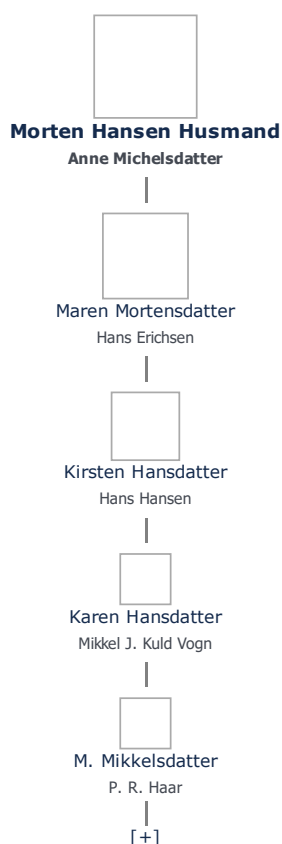 Morten Hansen Husmand
Anne Michelsdatter
Maren Mortensdatter
Hans Erichsen
Kirsten Hansdatter
Hans Hansen
Karen Hansdatter
Mikkel J. Kuld Vogn
M. Mikkelsdatter
P. R. Haar
[+]